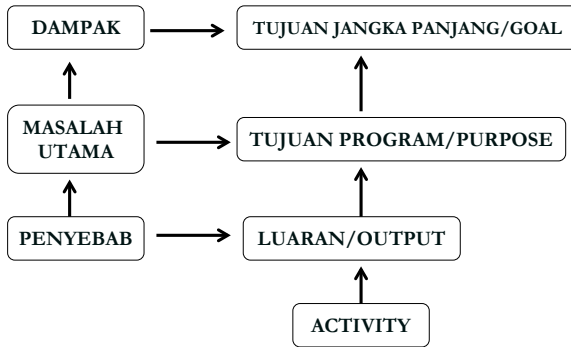 DAMPAK
TUJUAN JANGKA PANJANG/GOAL
MASALAH
UTAMA
TUJUAN PROGRAM/PURPOSE
PENYEBAB
LUARAN/OUTPUT
ACTIVITY